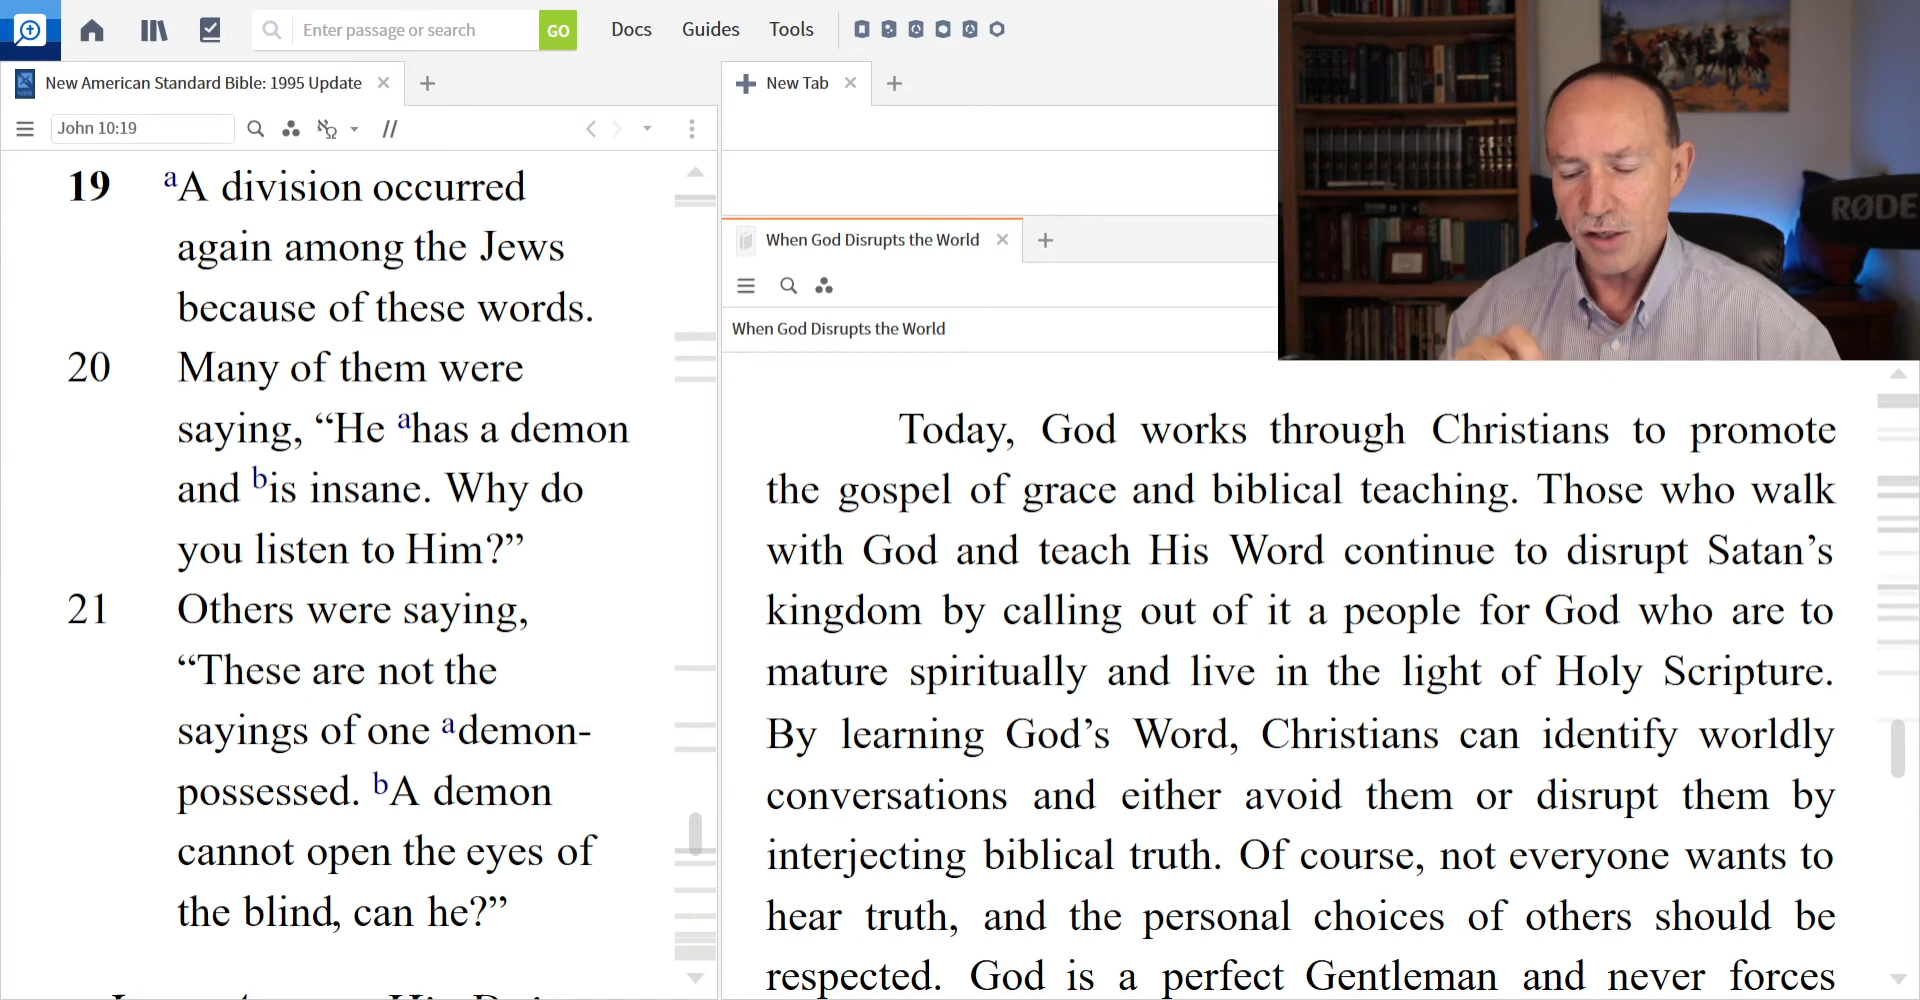 Enter passage or search
GO
Docs
Guides
Tools
New American Standard Bible: 1995 Update
New Tab
John 10:19
19 aA division occurred
again among the Jews
because of these words.
20 Many of them were
saying, “He ahas a demon
and bis insane. Why do
you listen to Him?”
21 Others were saying,
“These are not the
sayings of one ademon-
possessed. bA demon
cannot open the eyes of
the blind, can he?”
When God Disrupts the World
When God Disrupts the World
Today, God works through Christians to promote
the gospel of grace and biblical teaching. Those who walk
with God and teach His Word continue to disrupt Satan’s
kingdom by calling out of it a people for God who are to
mature spiritually and live in the light of Holy Scripture.
By learning God’s Word, Christians can identify worldly
conversations and either avoid them or disrupt them by
interjecting biblical truth. Of course, not everyone wants to
hear truth, and the personal choices of others should be
respected. God is a perfect Gentleman and never forces
RØDE